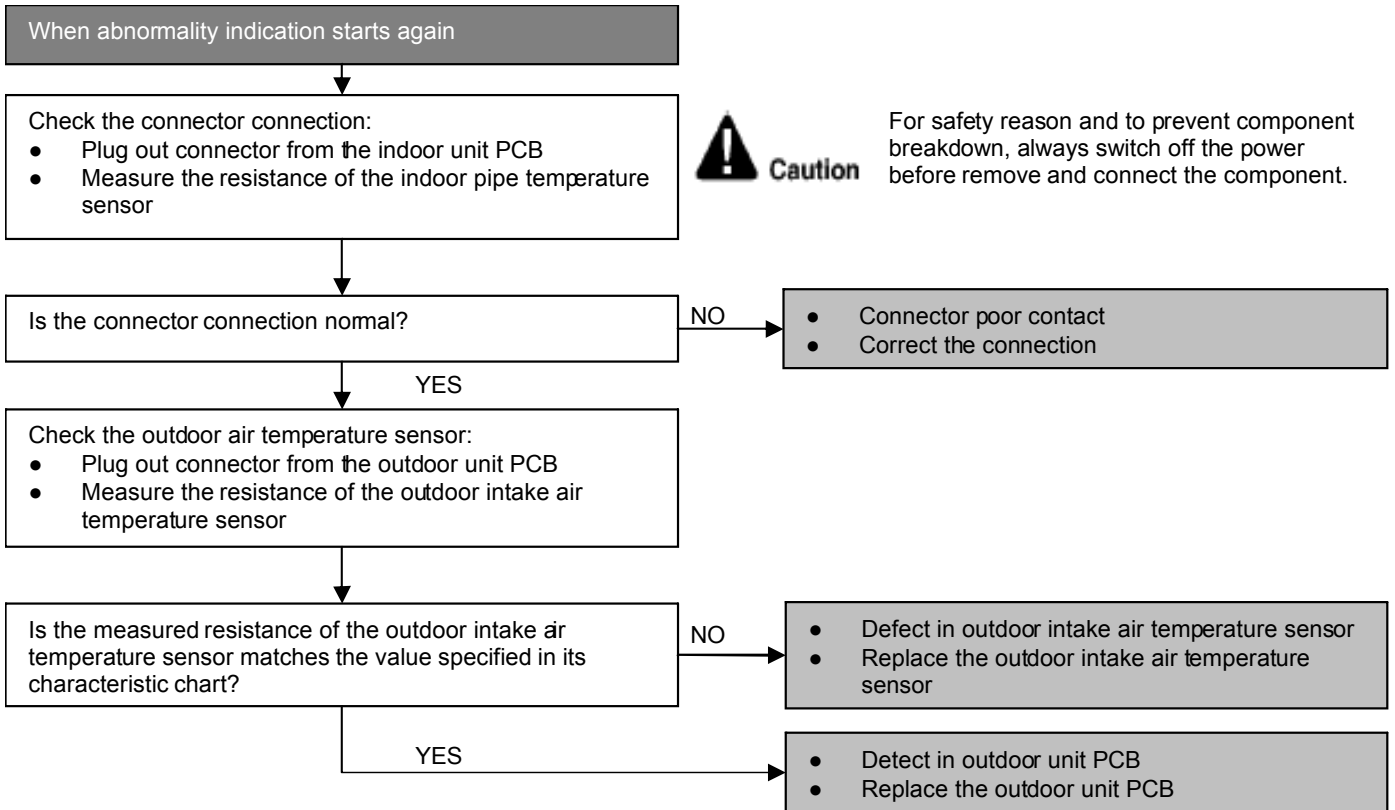 When abnormality indication starts again
Check the connector connection:
● Plug out connector from the indoor unit PCB
● Measure the resistance of the indoor pipe temperature
sensor
Caution
For safety reason and to prevent component
breakdown, always switch off the power
before remove and connect the component.
Is the connector connection normal?
NO
● Connector poor contact
● Correct the connection
YES
Check the outdoor air temperature sensor:
● Plug out connector from the outdoor unit PCB
● Measure the resistance of the outdoor intake air
temperature sensor
Is the measured resistance of the outdoor intake air
temperature sensor matches the value specified in its
characteristic chart?
NO
● Defect in outdoor intake air temperature sensor
● Replace the outdoor intake air temperature
sensor
YES
● Detect in outdoor unit PCB
● Replace the outdoor unit PCB